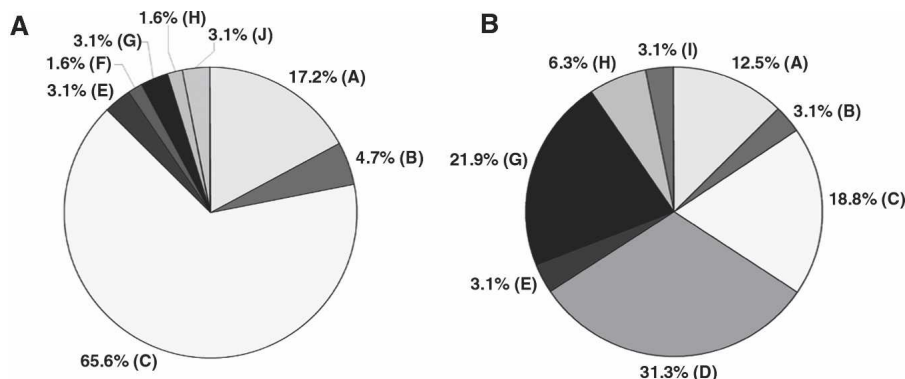 A
1.6% (H)
3.1% (G)
3.1% (J)
1.6% (F)
3.1% (E)
17.2% (A)
4.7% (B)
65.6% (C)
B
3.1% (I)
6.3% (H)
12.5% (A)
3.1% (B)
21.9% (G)
18.8% (C)
3.1% (E)
31.3% (D)